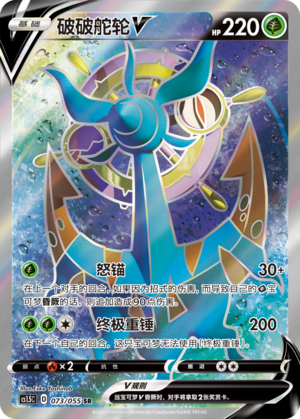 基础
破破舵轮V
HP 220
怒锚 30+
在上一个对手的回合,如果因为招式的伤害,而导致自己的宝
可梦昏厥的话,则追加造成90点伤害。
终极重锤 200
在下一个自己的回合,这只宝可梦无法使用「终极重锤」。
弱点 ×2 抗性 撤退
V规则
当宝可梦V昏厥时,对手将拿取2张奖赏卡。
Illus. Eske Yoshinob
cs1.5C D 073/055 SR